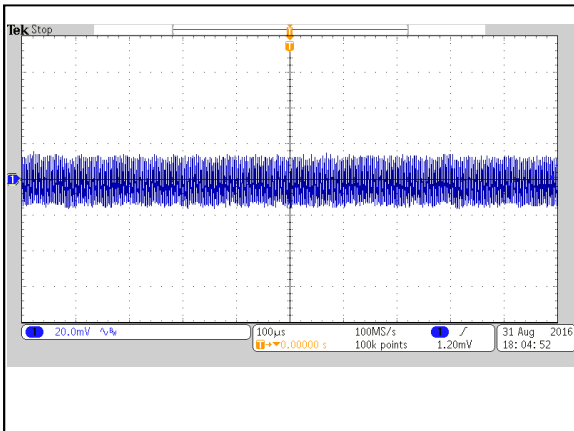 Tek Stop
T
T
1
1 20.0mV ∿ BW
100µs 100MS/s 1 ƒ
T→▼0.00000 s 100k points 1.20mV
31 Aug 2016
18:04:52